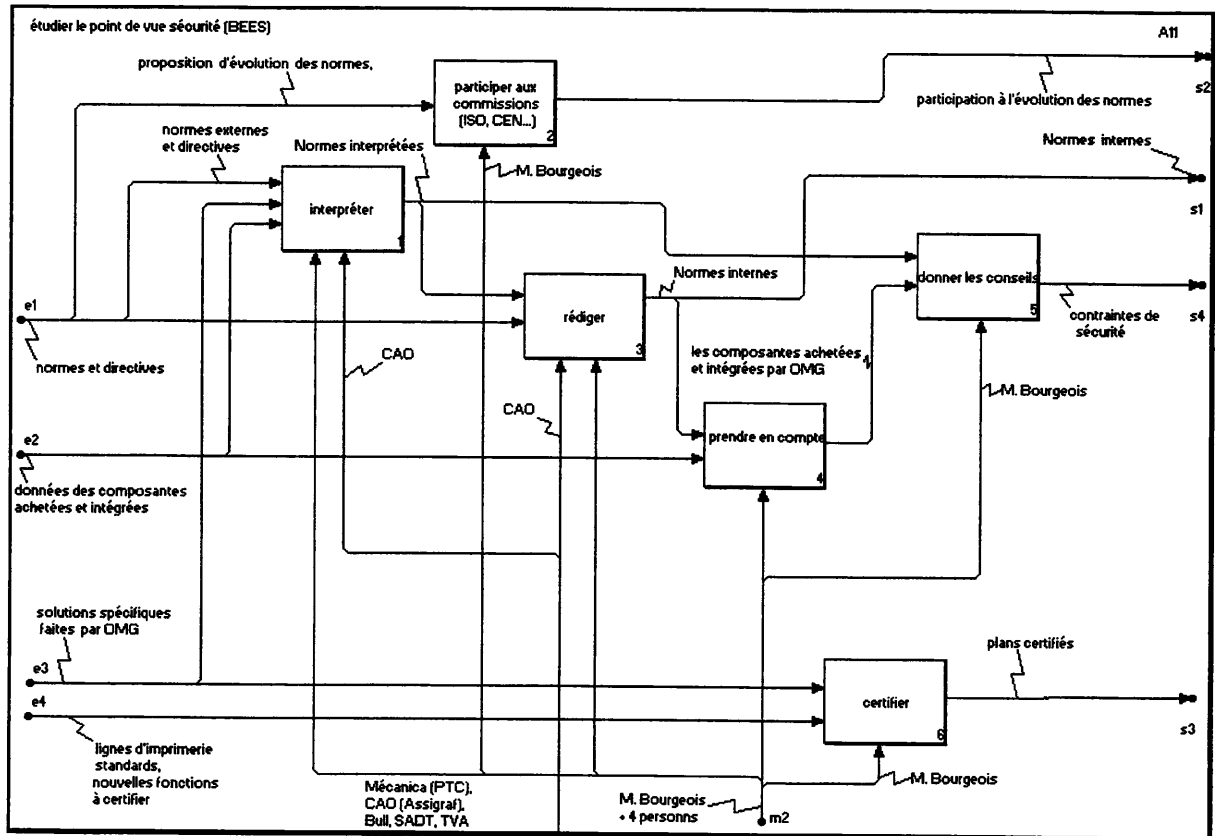 étudier le point de vue sécurité (BEES)
A11
proposition d'évolution des normes,
participer aux
commissions
(ISO, CEN...)
2
participation à l'évolution des normes
s2
normes externes
et directives
Normes interprétées
M. Bourgeois
Normes internes
s1
interpréter
1
donner les conseils
5
Normes internes
rédiger
3
e1
normes et directives
contraintes de
sécurité
s4
CAO
les composantes achetées
et intégrées par OMG
M. Bourgeois
CAO
e2
données des composantes
achetées et intégrées
prendre en compte
4
solutions spécifiques
faites par OMG
e3
e4
plans certifiés
certifier
6
s3
lignes d'imprimerie
standards,
nouvelles fonctions
à certifier
Mécanica (PTC),
CAO (Assigraf),
Bull, SADT, TVA
M. Bourgeois
+ 4 personns
m2
M. Bourgeois